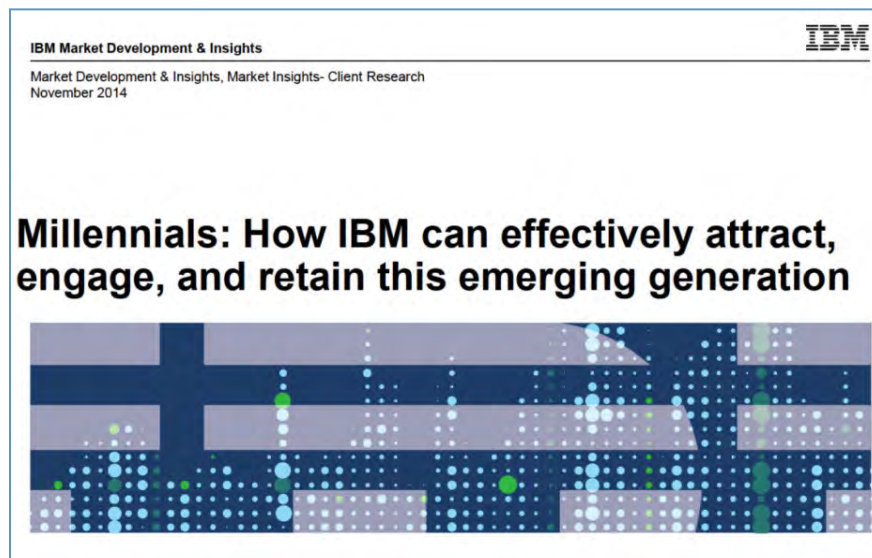 IBM Market Development & Insights
IBM
Market Development & Insights, Market Insights- Client Research
November 2014
Millennials: How IBM can effectively attract,
engage, and retain this emerging generation